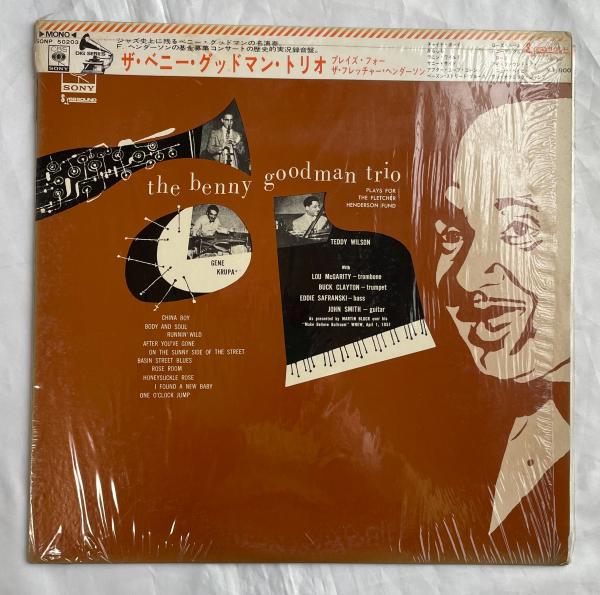 ▶MONO◀
SONP 50203
DIG SERIES
ジャズ史上に残るベニー・グッドマンの名演奏。
F. ヘンダーソンの基金募集コンサートの歴史的実況録音盤。
CBS
SONY
ザ・ベニー・グッドマン・トリオ
プレイズ・フォー
ザ・フレッチャー・ヘンダーソン
SONY
the benny goodman trio
PLAYS FOR
THE FLETCHER
HENDERSON FUND
TEDDY WILSON
GENE
KRUPA
With
LOU McGARITY—trombone
BUCK CLAYTON—trumpet
EDDIE SAFRANSKI—bass
JOHN SMITH—guitar
As presented by MARTIN BLOCK over his
"Make Believe Ballroom" WNEW, April 1, 1951
CHINA BOY
BODY AND SOUL
RUNNIN' WILD
AFTER YOU'VE GONE
ON THE SUNNY SIDE OF THE STREET
BASIN STREET BLUES
ROSE ROOM
HONEYSUCKLE ROSE
I FOUND A NEW BABY
ONE O'CLOCK JUMP